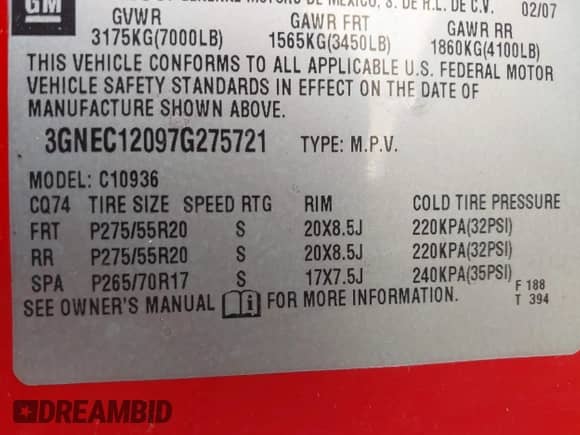 GM
DE MEXICO, S. DE R.L. DE C.V. 02/07
GVWR GAWR FRT GAWR RR
3175KG(7000LB) 1565KG(3450LB) 1860KG(4100LB)
THIS VEHICLE CONFORMS TO ALL APPLICABLE U.S. FEDERAL MOTOR
VEHICLE SAFETY STANDARDS IN EFFECT ON THE DATE OF
MANUFACTURE SHOWN ABOVE.
3GNEC12097G275721 TYPE: M.P.V.
MODEL: C10936
CQ74 TIRE SIZE SPEED RTG RIM COLD TIRE PRESSURE
FRT P275/55R20 S 20X8.5J 220KPA(32PSI)
RR P275/55R20 S 20X8.5J 220KPA(32PSI)
SPA P265/70R17 S 17X7.5J 240KPA(35PSI)
SEE OWNER'S MANUAL FOR MORE INFORMATION.
F 188
T 394
DREAMBID